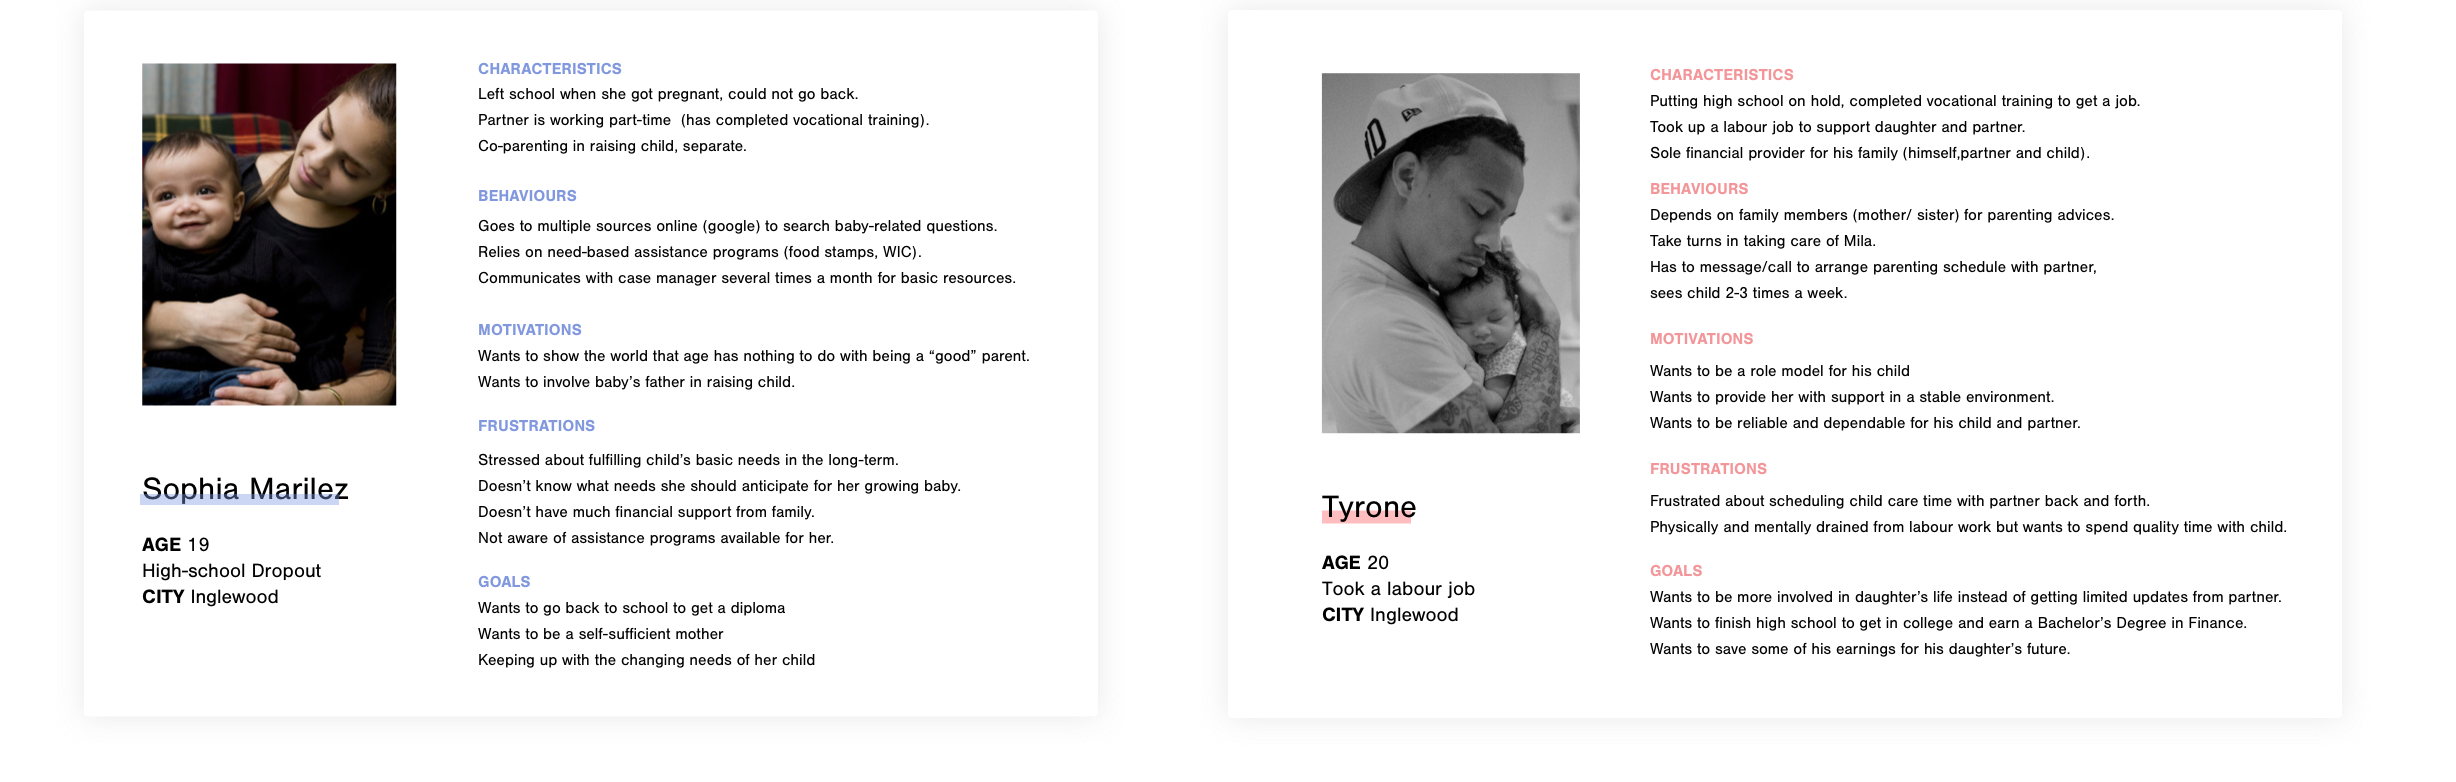 CHARACTERISTICS
Left school when she got pregnant, could not go back.
Partner is working part-time  (has completed vocational training).
Co-parenting in raising child, separate.
BEHAVIOURS
Goes to multiple sources online (google) to search baby-related questions.
Relies on need-based assistance programs (food stamps, WIC).
Communicates with case manager several times a month for basic resources.
MOTIVATIONS
Wants to show the world that age has nothing to do with being a “good” parent.
Wants to involve baby’s father in raising child.
FRUSTRATIONS
Stressed about fulfilling child’s basic needs in the long-term.
Doesn’t know what needs she should anticipate for her growing baby.
Doesn’t have much financial support from family.
Not aware of assistance programs available for her.
GOALS
Wants to go back to school to get a diploma
Wants to be a self-sufficient mother
Keeping up with the changing needs of her child
Sophia Marilez
AGE 19
High-school Dropout
CITY Inglewood
CHARACTERISTICS
Putting high school on hold, completed vocational training to get a job.
Took up a labour job to support daughter and partner.
Sole financial provider for his family (himself,partner and child).
BEHAVIOURS
Depends on family members (mother/ sister) for parenting advices.
Take turns in taking care of Mila.
Has to message/call to arrange parenting schedule with partner,
sees child 2-3 times a week.
MOTIVATIONS
Wants to be a role model for his child
Wants to provide her with support in a stable environment.
Wants to be reliable and dependable for his child and partner.
FRUSTRATIONS
Frustrated about scheduling child care time with partner back and forth.
Physically and mentally drained from labour work but wants to spend quality time with child.
GOALS
Wants to be more involved in daughter’s life instead of getting limited updates from partner.
Wants to finish high school to get in college and earn a Bachelor’s Degree in Finance.
Wants to save some of his earnings for his daughter’s future.
Tyrone
AGE 20
Took a labour job
CITY Inglewood